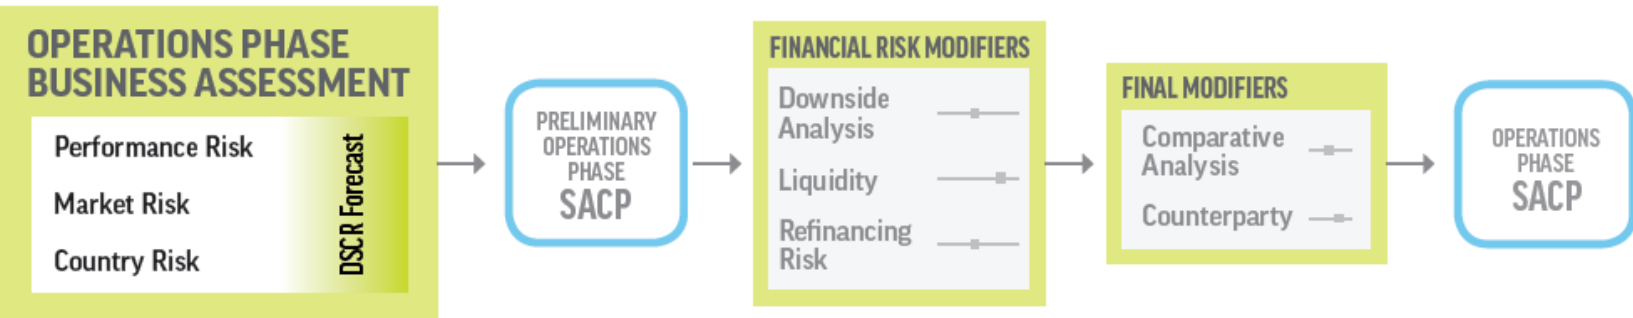 OPERATIONS PHASE
BUSINESS ASSESSMENT
Performance Risk
Market Risk
Country Risk
DSCR Forecast
PRELIMINARY
OPERATIONS
PHASE
SACP
FINANCIAL RISK MODIFIERS
Downside
Analysis
Liquidity
Refinancing
Risk
FINAL MODIFIERS
Comparative
Analysis
Counterparty
OPERATIONS
PHASE
SACP